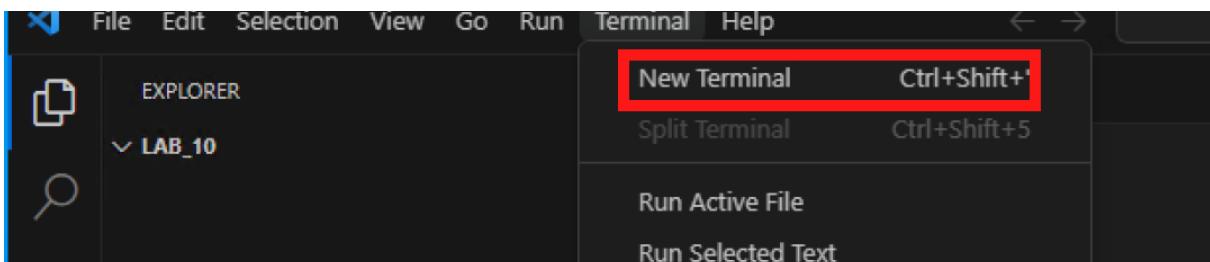 File Edit Selection View Go Run Terminal Help
EXPLORER
LAB_10
New Terminal Ctrl+Shift+'
Split Terminal Ctrl+Shift+5
Run Active File
Run Selected Text